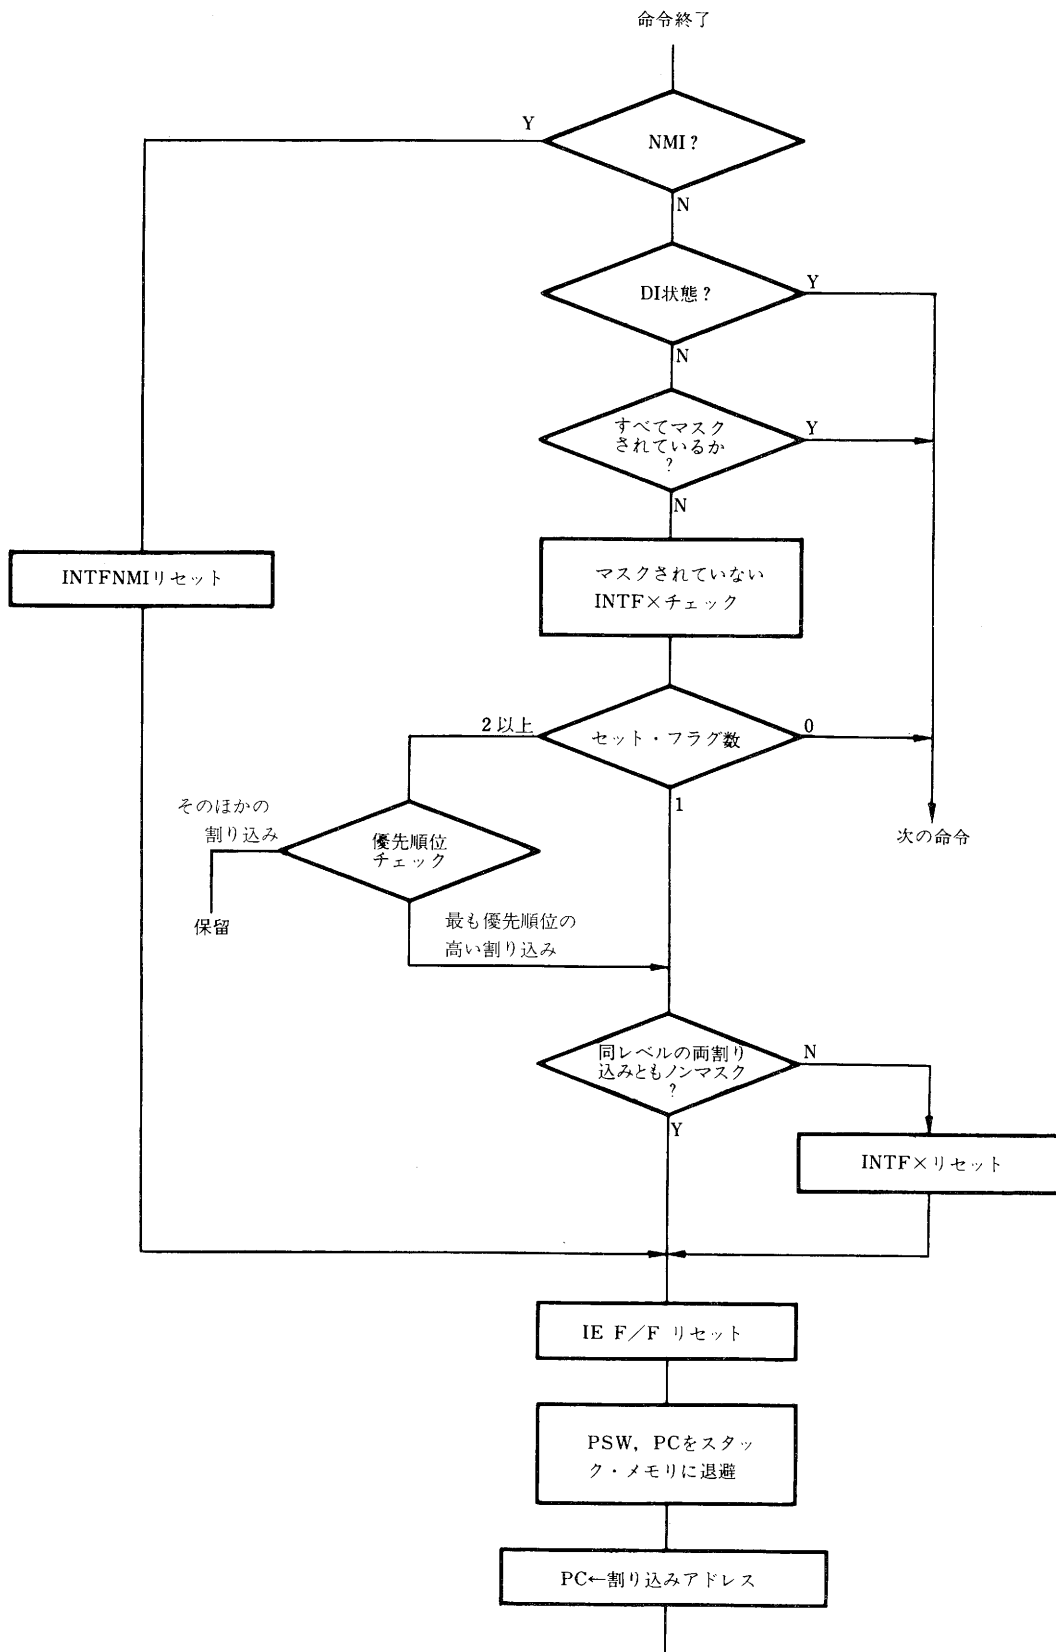 命令終了
Y
NMI?
N
DI状態?
Y
N
すべてマスク
されているか
?
Y
N
INTFNMIリセット
マスクされていない
INTF×チェック
2以上
セット・フラグ数
0
1
そのほかの
割り込み
優先順位
チェック
次の命令
保留
最も優先順位の
高い割り込み
同レベルの両割り
込みともノンマスク
?
N
Y
INTF×リセット
IE F/F リセット
PSW, PCをスタッ
ク・メモリに退避
PC←割り込みアドレス